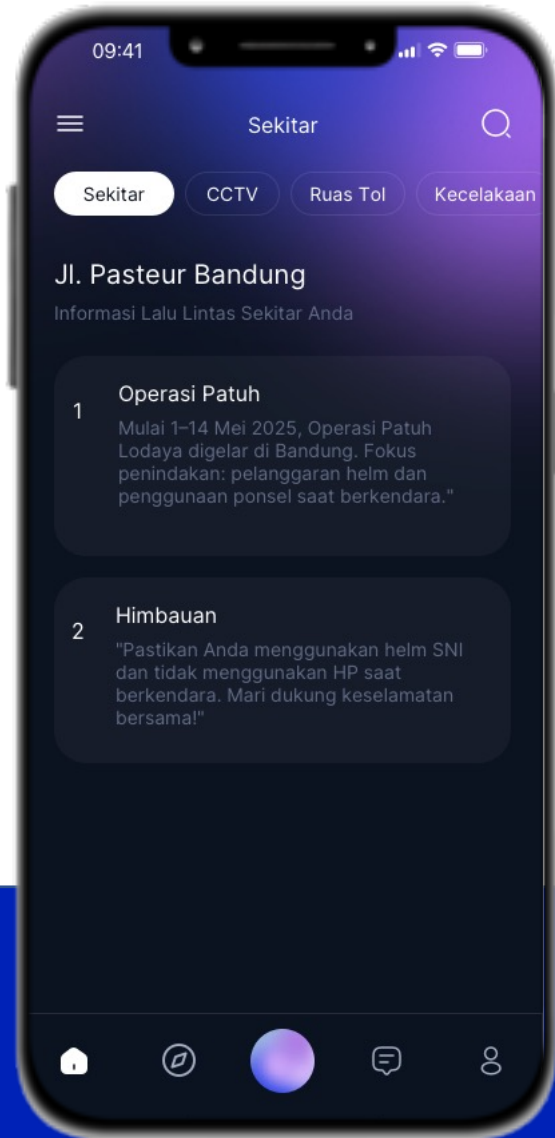 09:41
Sekitar
Sekitar CCTV Ruas Tol Kecelakaan
Jl. Pasteur Bandung
Informasi Lalu Lintas Sekitar Anda
1
Operasi Patuh
Mulai 1–14 Mei 2025, Operasi Patuh
Lodaya digelar di Bandung. Fokus
penindakan: pelanggaran helm dan
penggunaan ponsel saat berkendara."
2
Himbauan
"Pastikan Anda menggunakan helm SNI
dan tidak menggunakan HP saat
berkendara. Mari dukung keselamatan
bersama!"